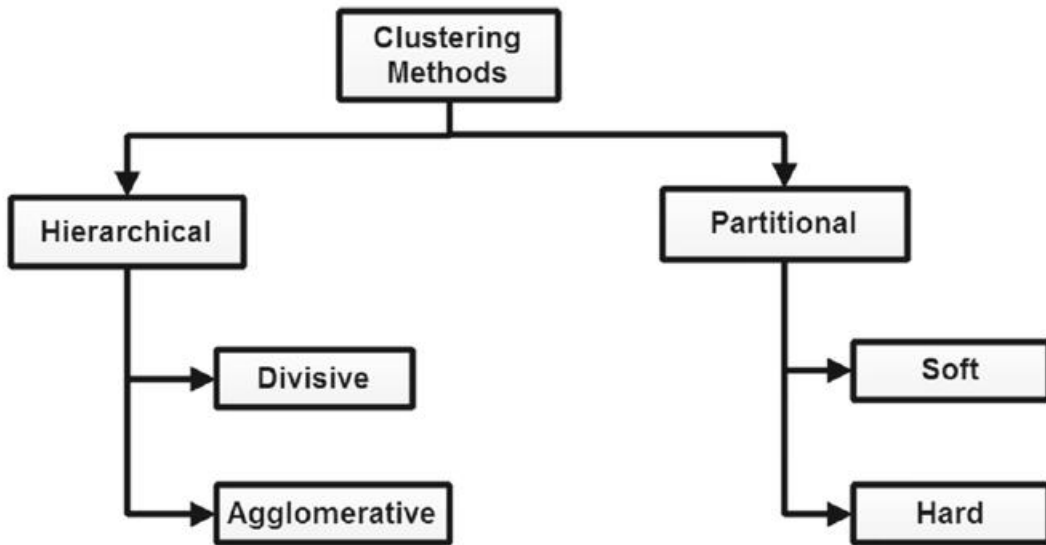 Clustering
Methods
Hierarchical
Partitional
Divisive
Soft
Agglomerative
Hard